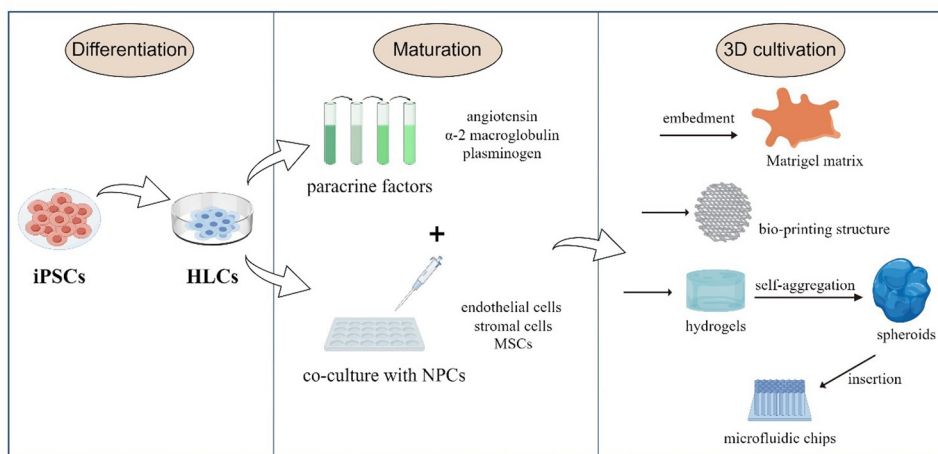 Differentiation
iPSCs
HLCs
Maturation
angiotensin
α-2 macroglobulin
plasminogen
paracrine factors
+
endothelial cells
stromal cells
MSCs
co-culture with NPCs
3D cultivation
embedment
Matrigel matrix
bio-printing structure
self-aggregation
hydrogels
spheroids
insertion
microfluidic chips